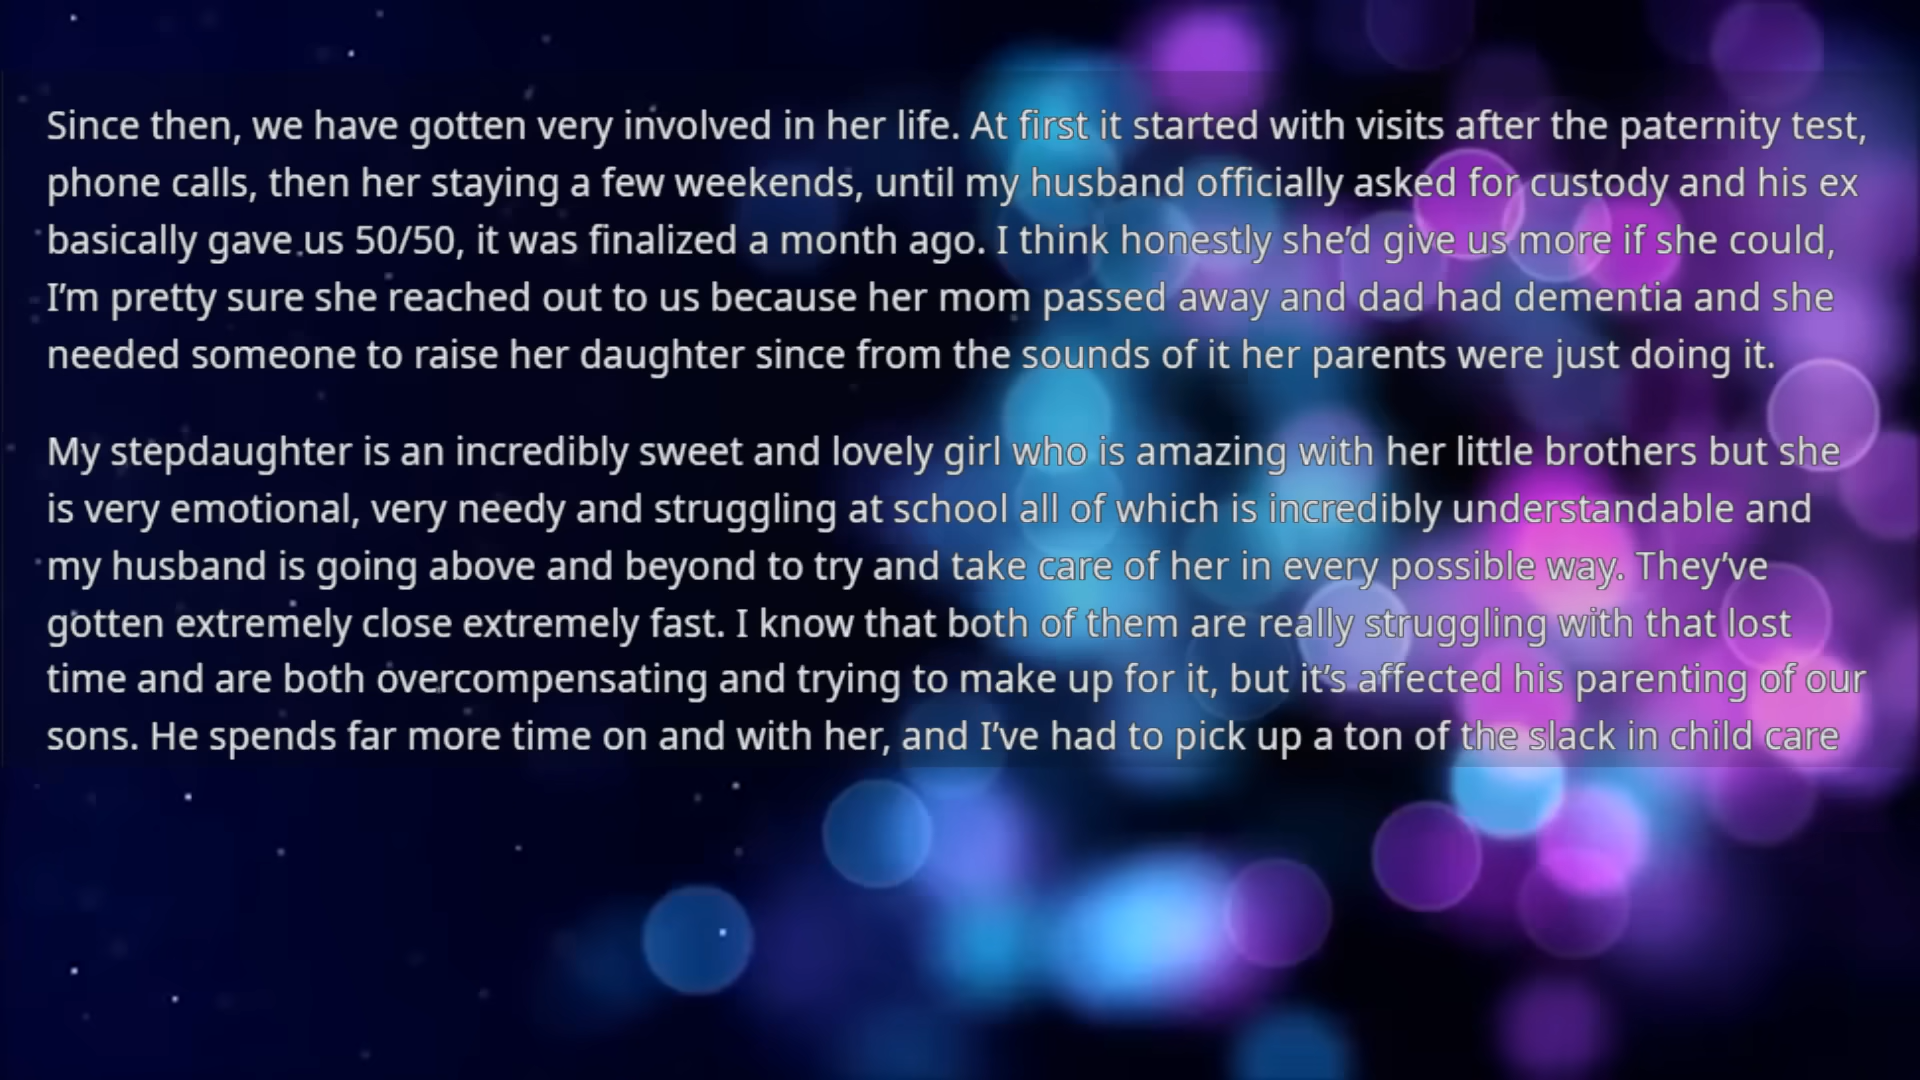 Since then, we have gotten very involved in her life. At first it started with visits after the paternity test,
phone calls, then her staying a few weekends, until my husband officially asked for custody and his ex
basically gave us 50/50, it was finalized a month ago. I think honestly she’d give us more if she could,
I’m pretty sure she reached out to us because her mom passed away and dad had dementia and she
needed someone to raise her daughter since from the sounds of it her parents were just doing it.
My stepdaughter is an incredibly sweet and lovely girl who is amazing with her little brothers but she
is very emotional, very needy and struggling at school all of which is incredibly understandable and
my husband is going above and beyond to try and take care of her in every possible way. They’ve
gotten extremely close extremely fast. I know that both of them are really struggling with that lost
time and are both overcompensating and trying to make up for it, but it’s affected his parenting of our
sons. He spends far more time on and with her, and I’ve had to pick up a ton of the slack in child care